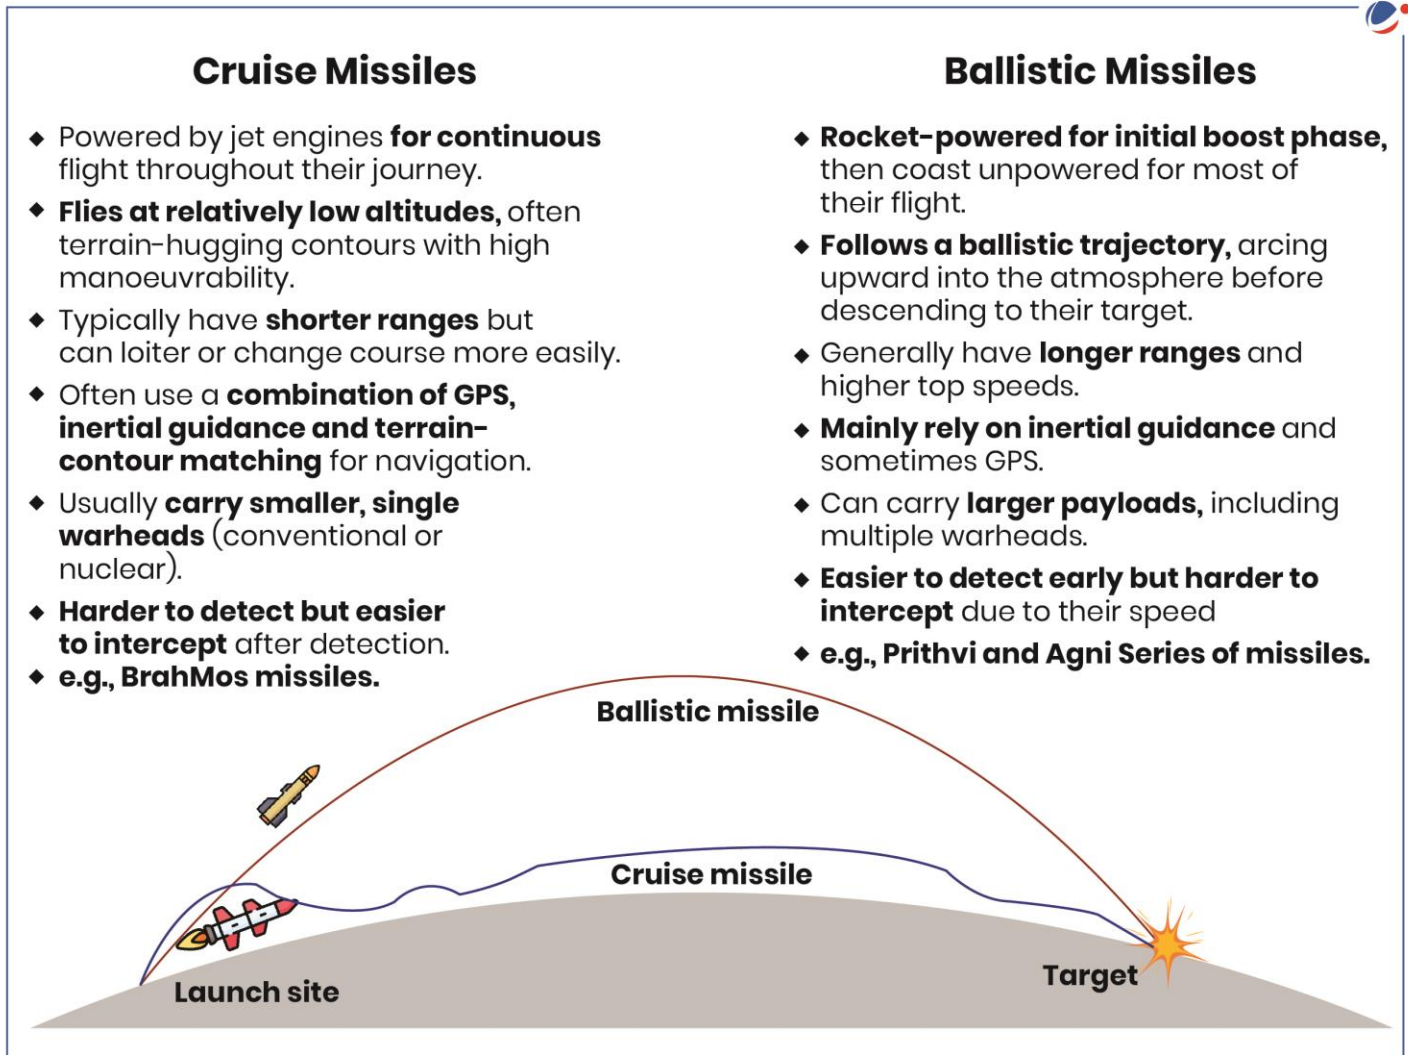 Cruise Missiles
◆ Powered by jet engines for continuous
flight throughout their journey.
◆ Flies at relatively low altitudes, often
terrain-hugging contours with high
manoeuvrability.
◆ Typically have shorter ranges but
can loiter or change course more easily.
◆ Often use a combination of GPS,
inertial guidance and terrain-
contour matching for navigation.
◆ Usually carry smaller, single
warheads (conventional or
nuclear).
◆ Harder to detect but easier
to intercept after detection.
◆ e.g., BrahMos missiles.
Ballistic Missiles
◆ Rocket-powered for initial boost phase,
then coast unpowered for most of
their flight.
◆ Follows a ballistic trajectory, arcing
upward into the atmosphere before
descending to their target.
◆ Generally have longer ranges and
higher top speeds.
◆ Mainly rely on inertial guidance and
sometimes GPS.
◆ Can carry larger payloads, including
multiple warheads.
◆ Easier to detect early but harder to
intercept due to their speed
◆ e.g., Prithvi and Agni Series of missiles.
Ballistic missile
Cruise missile
Launch site
Target